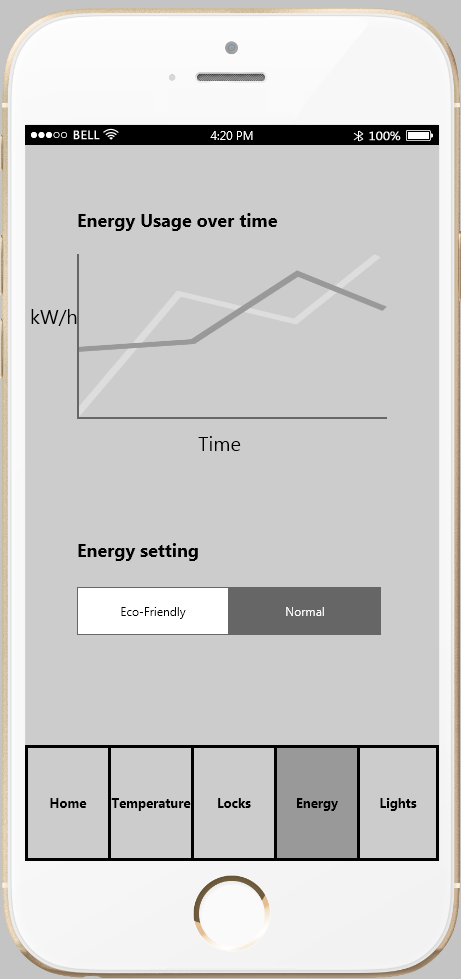 BELL 4:20 PM 100%
Energy Usage over time
kW/h
Time
Energy setting
Eco-Friendly Normal
Home Temperature Locks Energy Lights